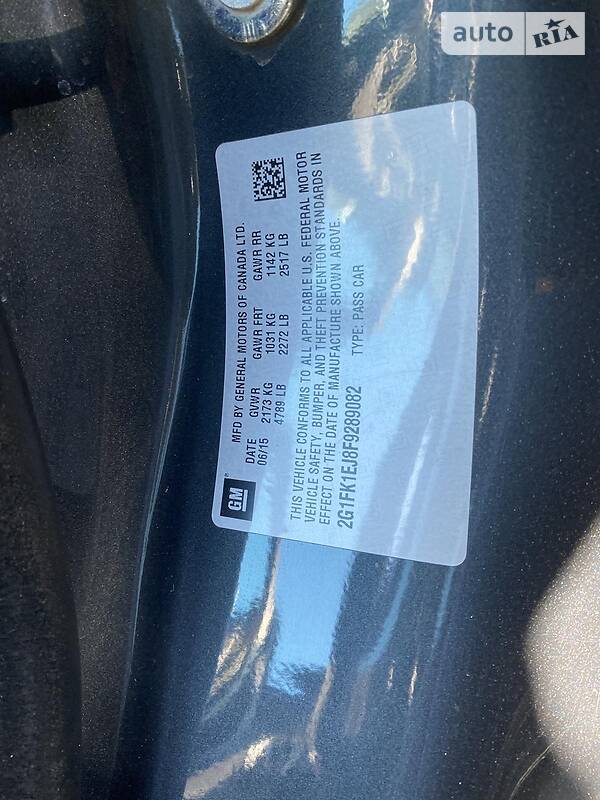 auto RIA
MFD BY GENERAL MOTORS OF CANADA LTD.
DATE GVWR GAWR FRT GAWR RR
06/15 2173 KG 1031 KG 1142 KG
4789 LB 2272 LB 2517 LB
GM ®
THIS VEHICLE CONFORMS TO ALL APPLICABLE U.S. FEDERAL MOTOR
VEHICLE SAFETY, BUMPER, AND THEFT PREVENTION STANDARDS IN
EFFECT ON THE DATE OF MANUFACTURE SHOWN ABOVE.
2G1FK1EJ8F9289082 TYPE: PASS CAR